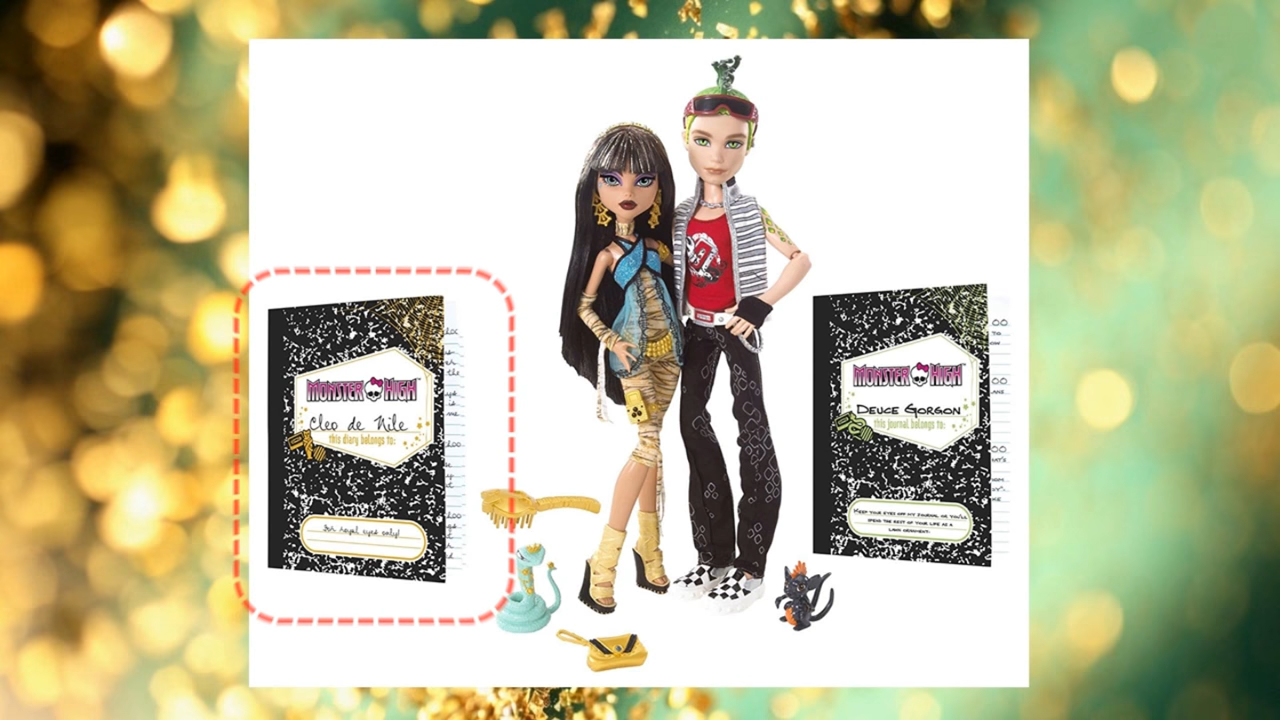 MONSTER HIGH
Cleo de Nile
this diary belongs to:
for royal eyes only!
MONSTER HIGH
DEUCE GORGON
this journal belongs to:
KEEP YOUR EYES OFF MY JOURNAL OR YOU'LL
SPEND THE REST OF YOUR LIFE AS A
LAWN ORNAMENT.